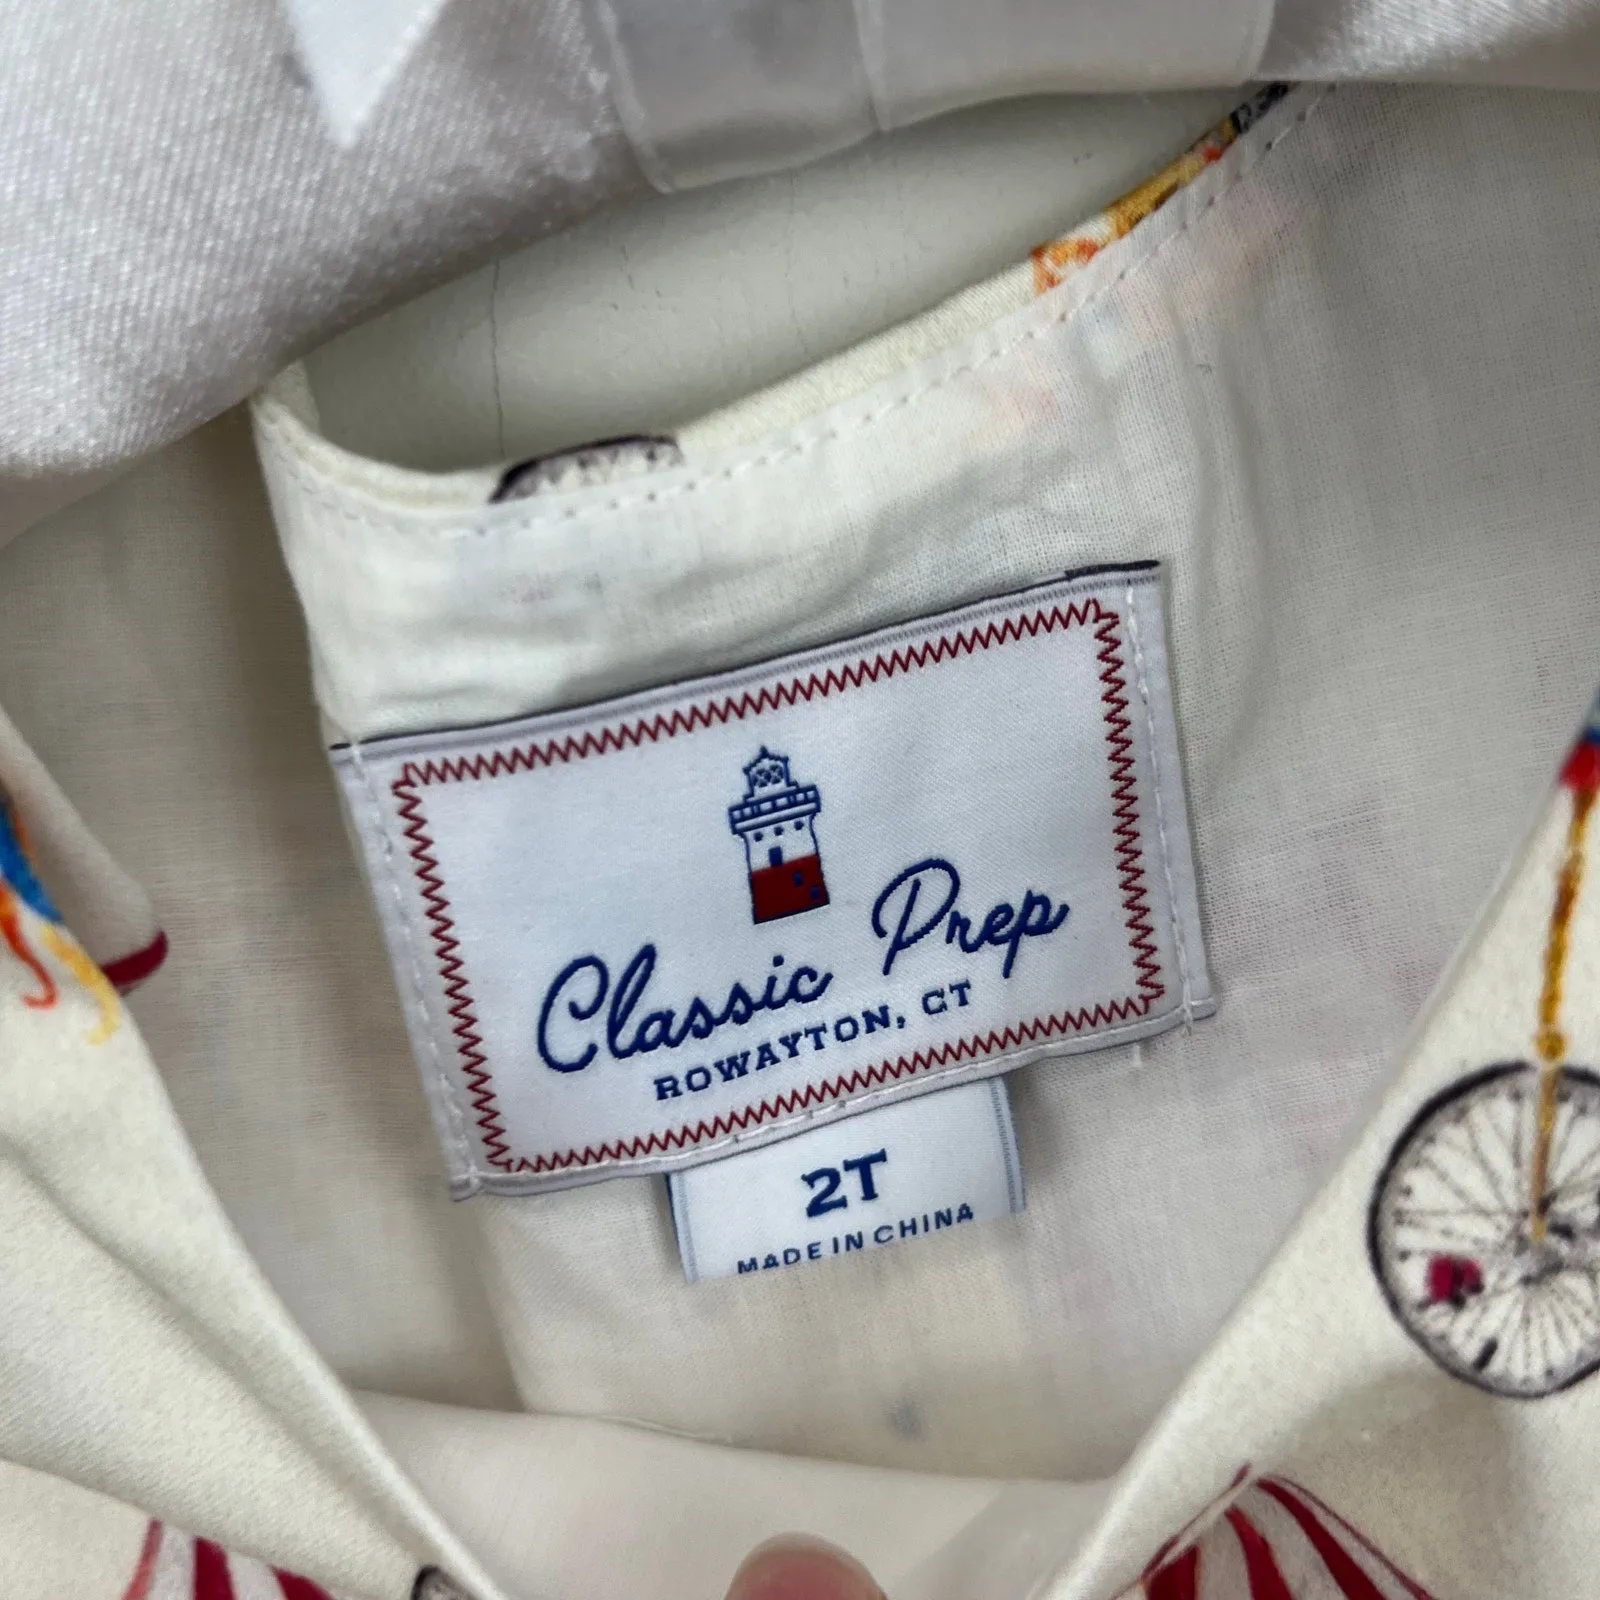 Classic Prep
ROWAYTON, CT
2T
MADE IN CHINA